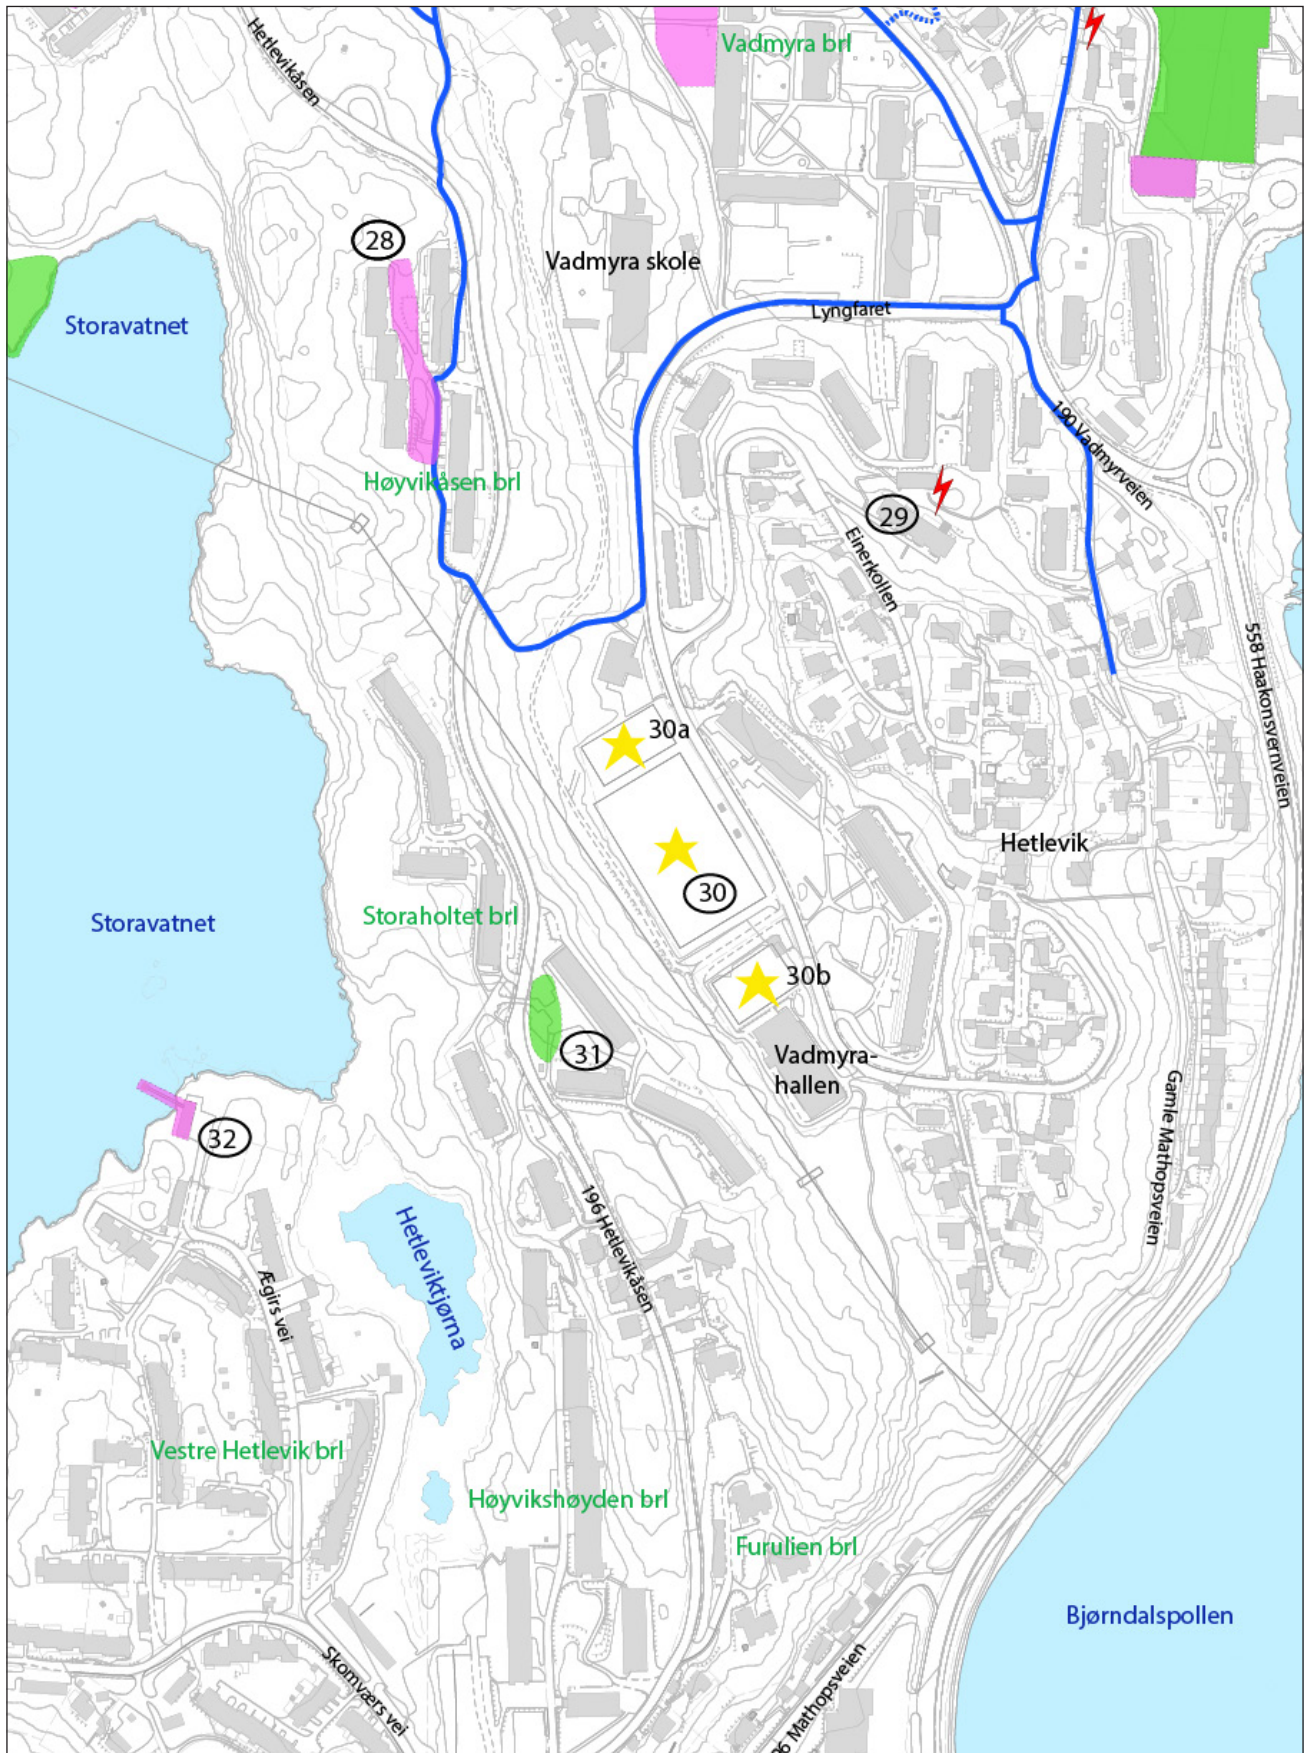 Vadmyra brl
Hetlevikåsen
28
Vadmyra skole
Storavatnet
Lyngfaret
190 Vadmyrveien
Høyvikåsen brl
29
Einerkollen
558 Haakonsvernveien
30a
Hetlevik
30
Storaholtet brl
Storavatnet
30b
31
Vadmyra-
hallen
32
Gamle Mathopsveien
196 Hetlevikåsen
Hetleviktjørna
Ægirs vei
Vestre Hetlevik brl
Høyvikshøyden brl
Furulien brl
Bjørndalspollen
Skomværs vei
6 Mathopsveien